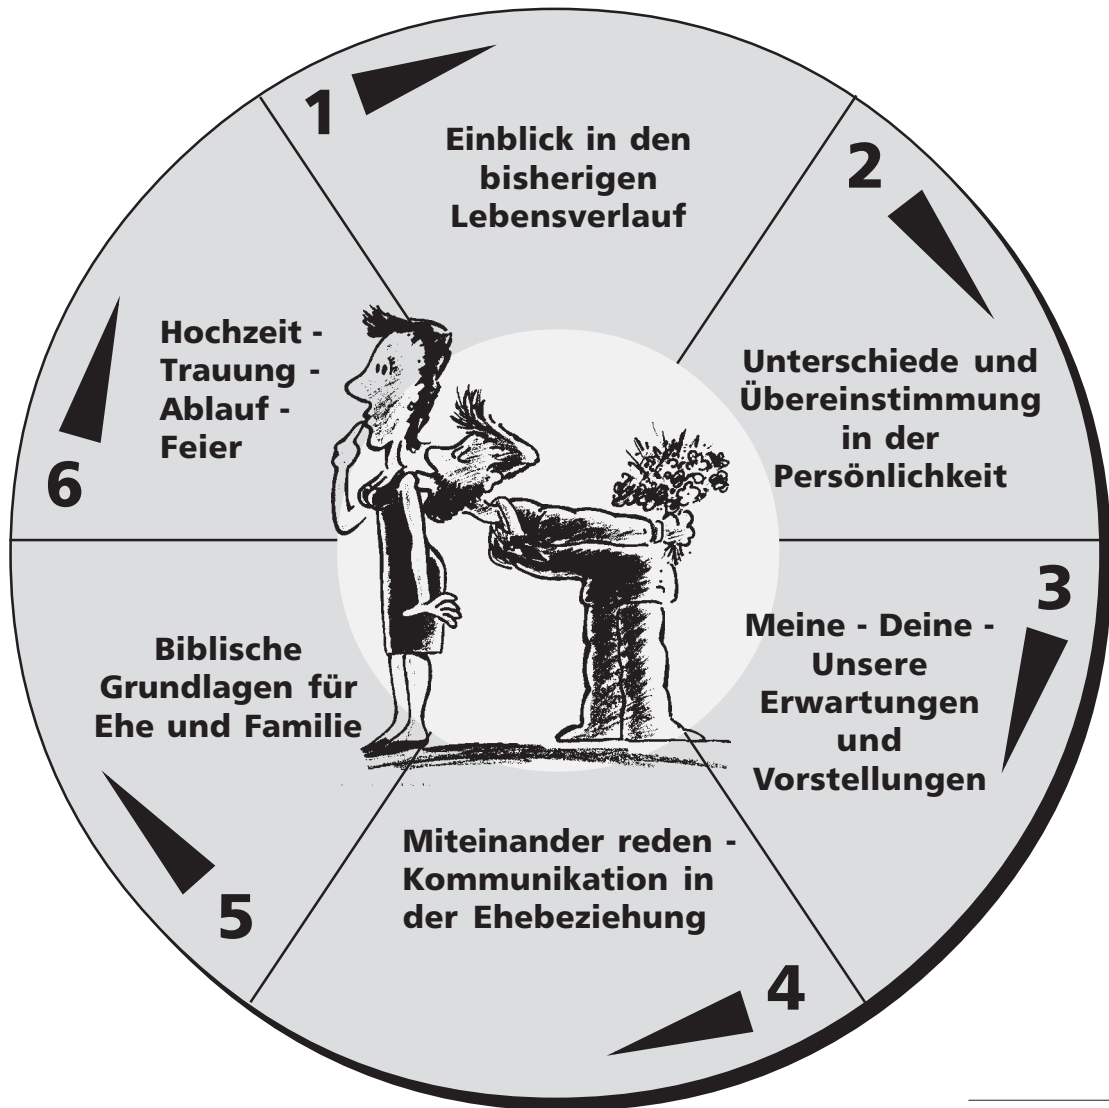 1
Einblick in den
bisherigen
Lebensverlauf
2
Unterschiede und
Übereinstimmung
in der
Persönlichkeit
3
Meine - Deine -
Unsere
Erwartungen
und
Vorstellungen
4
Miteinander reden -
Kommunikation in
der Ehebeziehung
5
Biblische
Grundlagen für
Ehe und Familie
6
Hochzeit -
Trauung -
Ablauf -
Feier